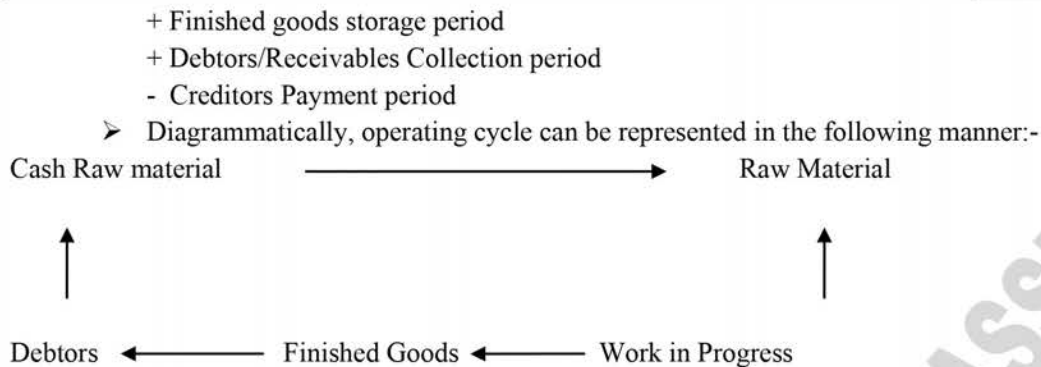 + Finished goods storage period
+ Debtors/Receivables Collection period
- Creditors Payment period
➢ Diagrammatically, operating cycle can be represented in the following manner:-
Cash Raw material Raw Material
Debtors Finished Goods Work in Progress